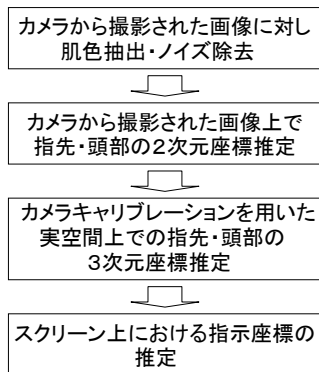 カメラから撮影された画像に対し
肌色抽出・ノイズ除去
カメラから撮影された画像上で
指先・頭部の2次元座標推定
カメラキャリブレーションを用いた
実空間上での指先・頭部の
3次元座標推定
スクリーン上における指示座標の
推定